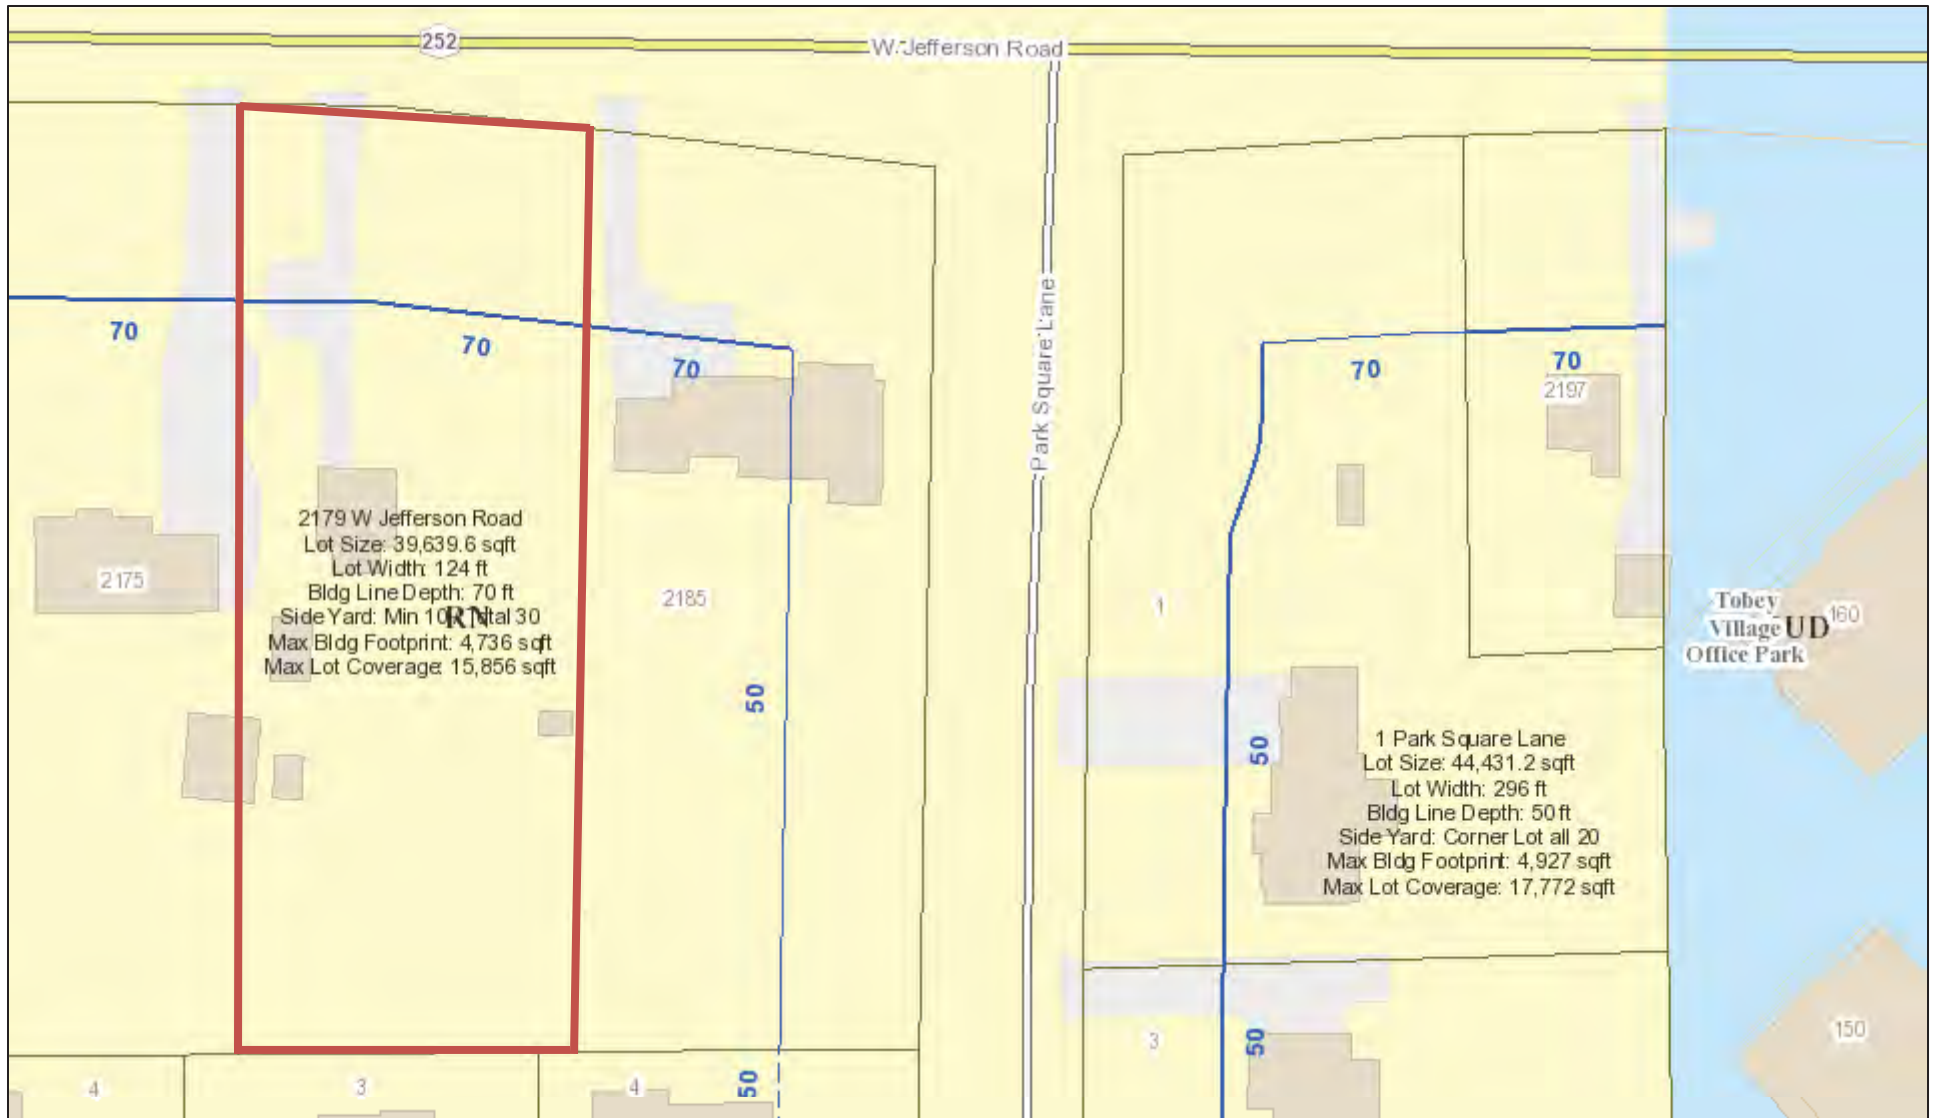 252
W. Jefferson Road
Park Square Lane
70
70
70
70
70
2197
2179 W Jefferson Road
Lot Size: 39,639.6 sqft
Lot Width: 124 ft
Bldg Line Depth: 70 ft
Side Yard: Min 10, Total 30
Max Bldg Footprint: 4,736 sqft
Max Lot Coverage: 15,856 sqft
RN
2175
2185
1
Tobey
Village
Office Park
UD
160
50
50
1 Park Square Lane
Lot Size: 44,431.2 sqft
Lot Width: 296 ft
Bldg Line Depth: 50 ft
Side Yard: Corner Lot all 20
Max Bldg Footprint: 4,927 sqft
Max Lot Coverage: 17,772 sqft
3
50
150
4
3
4
50